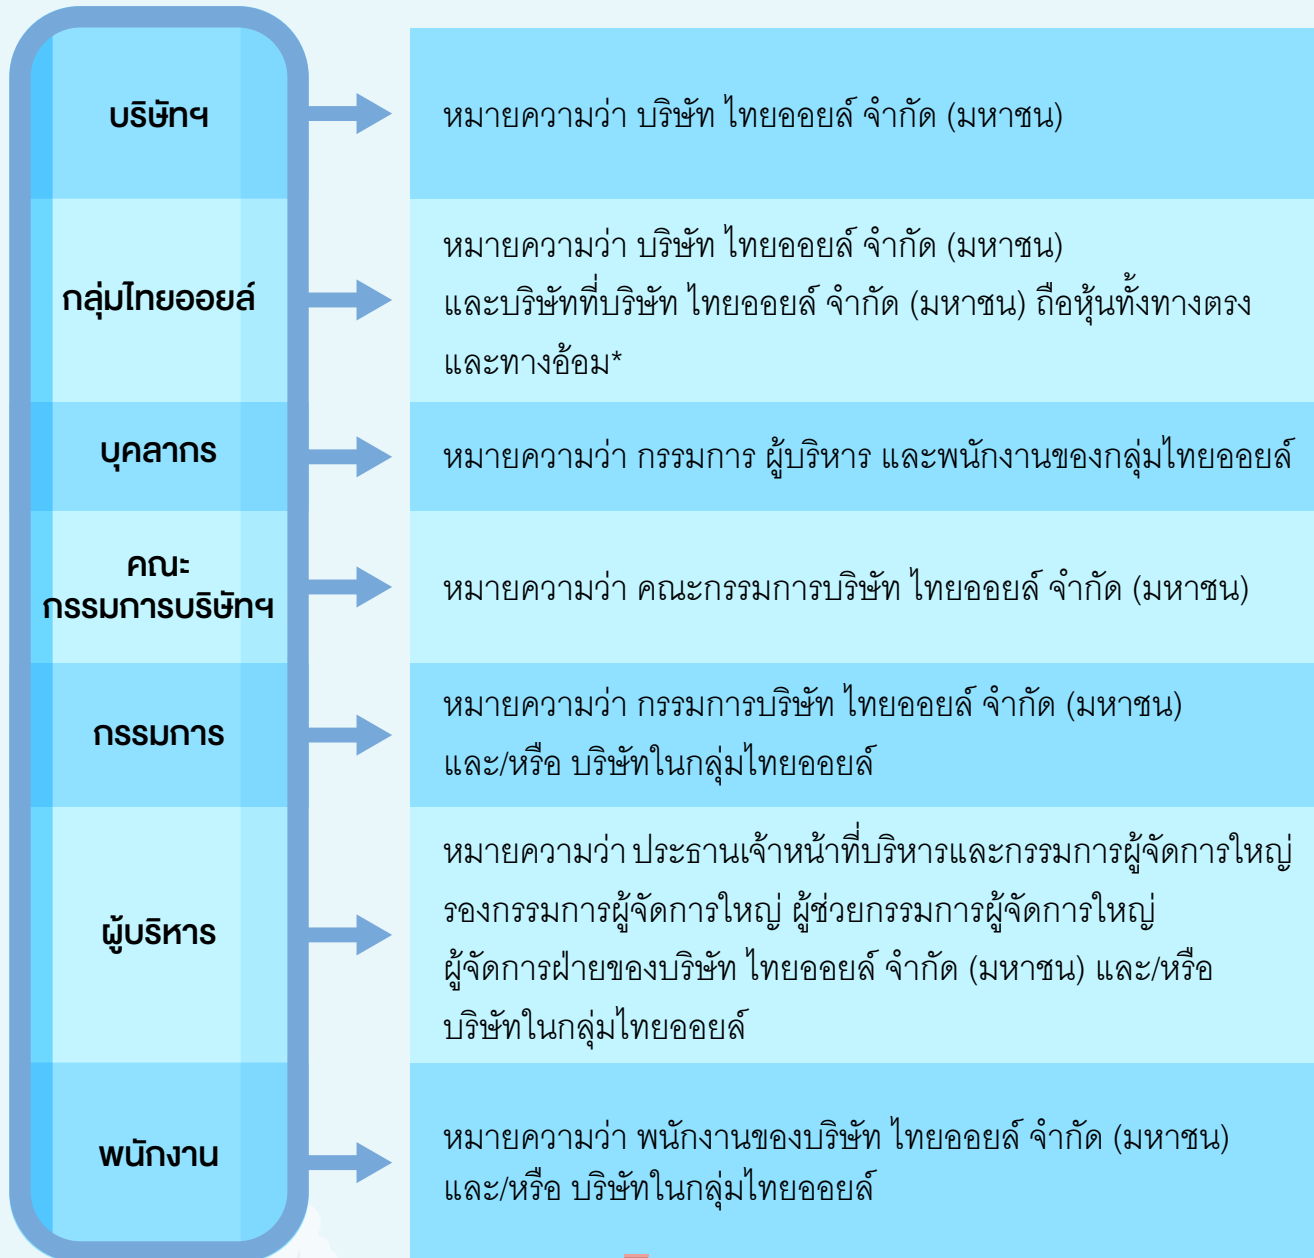 บริษัทฯ
หมายความว่า บริษัท ไทยออยล์ จำกัด (มหาชน)
กลุ่มไทยออยล์
หมายความว่า บริษัท ไทยออยล์ จำกัด (มหาชน)
และบริษัทที่บริษัท ไทยออยล์ จำกัด (มหาชน) ถือหุ้นทั้งทางตรง
และทางอ้อม*
บุคลากร
หมายความว่า กรรมการ ผู้บริหาร และพนักงานของกลุ่มไทยออยล์
คณะ
กรรมการบริษัทฯ
หมายความว่า คณะกรรมการบริษัท ไทยออยล์ จำกัด (มหาชน)
กรรมการ
หมายความว่า กรรมการบริษัท ไทยออยล์ จำกัด (มหาชน)
และ/หรือ บริษัทในกลุ่มไทยออยล์
ผู้บริหาร
หมายความว่า ประธานเจ้าหน้าที่บริหารและกรรมการผู้จัดการใหญ่
รองกรรมการผู้จัดการใหญ่ ผู้ช่วยกรรมการผู้จัดการใหญ่
ผู้จัดการฝ่ายของบริษัท ไทยออยล์ จำกัด (มหาชน) และ/หรือ
บริษัทในกลุ่มไทยออยล์
พนักงาน
หมายความว่า พนักงานของบริษัท ไทยออยล์ จำกัด (มหาชน)
และ/หรือ บริษัทในกลุ่มไทยออยล์